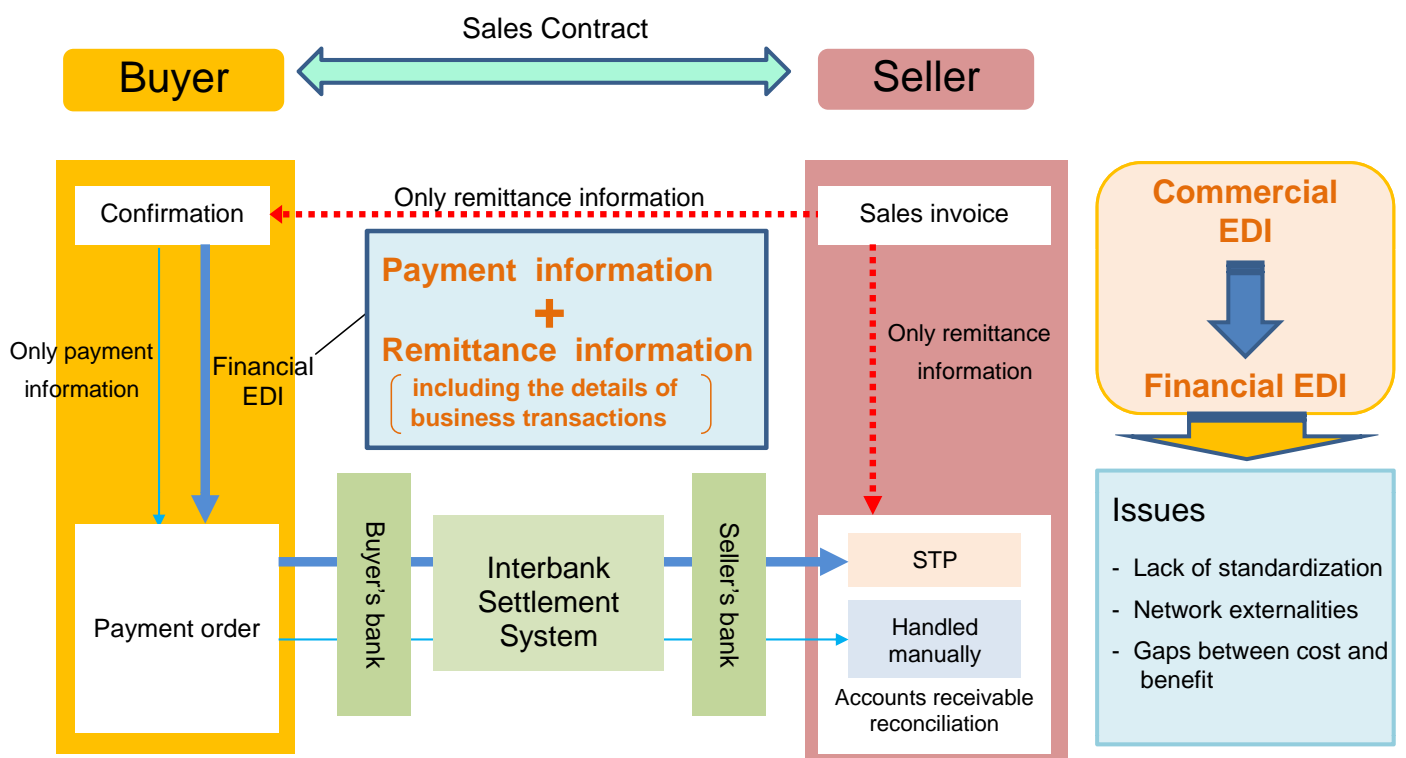 Sales Contract
Buyer
Seller
Confirmation
Only remittance information
Sales invoice
Payment information
+
Remittance information
including the details of
business transactions
Only payment
information
Financial
EDI
Only remittance
information
Payment order
Buyer's bank
Interbank
Settlement
System
Seller's bank
STP
Handled
manually
Accounts receivable
reconciliation
Commercial
EDI
Financial EDI
Issues
- Lack of standardization
- Network externalities
- Gaps between cost and
benefit